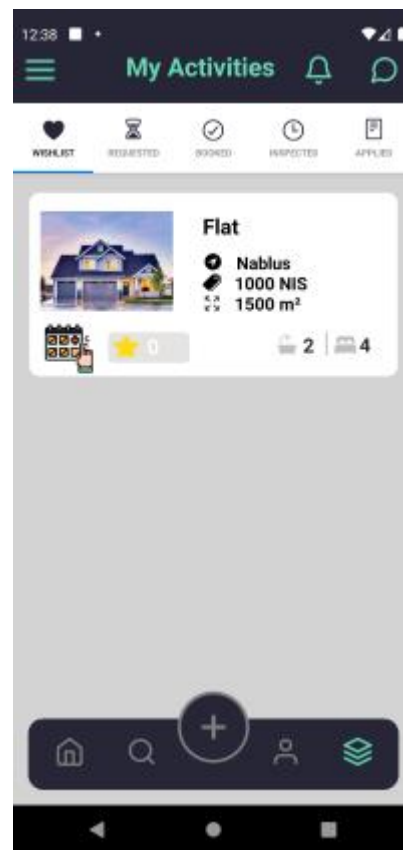 12:38
My Activities
WISHLIST REQUESTED BOOKED INSPECTED APPLIED
Flat
Nablus
1000 NIS
1500 m²
0 2 4